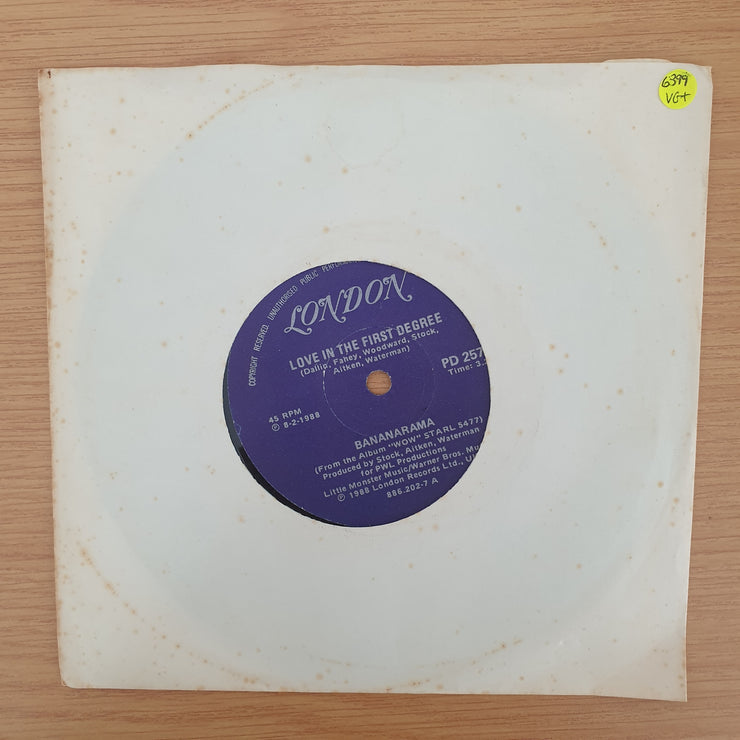 6399
VG+
COPYRIGHT RESERVED. UNAUTHORISED PUBLIC
LONDON
LOVE IN THE FIRST DEGREE
(Dallin, Fahey, Woodward, Stock,
Aitken, Waterman)
PD 257
Time: 3.
45 RPM
℗ 8-2-1988
BANANARAMA
(From the Album "WOW" STARL 5477)
Produced by Stock, Aitken, Waterman
for PWL Productions
Little Monster Music/Warner Bros. Mu
℗ 1988 London Records Ltd.,
886.202-7 A